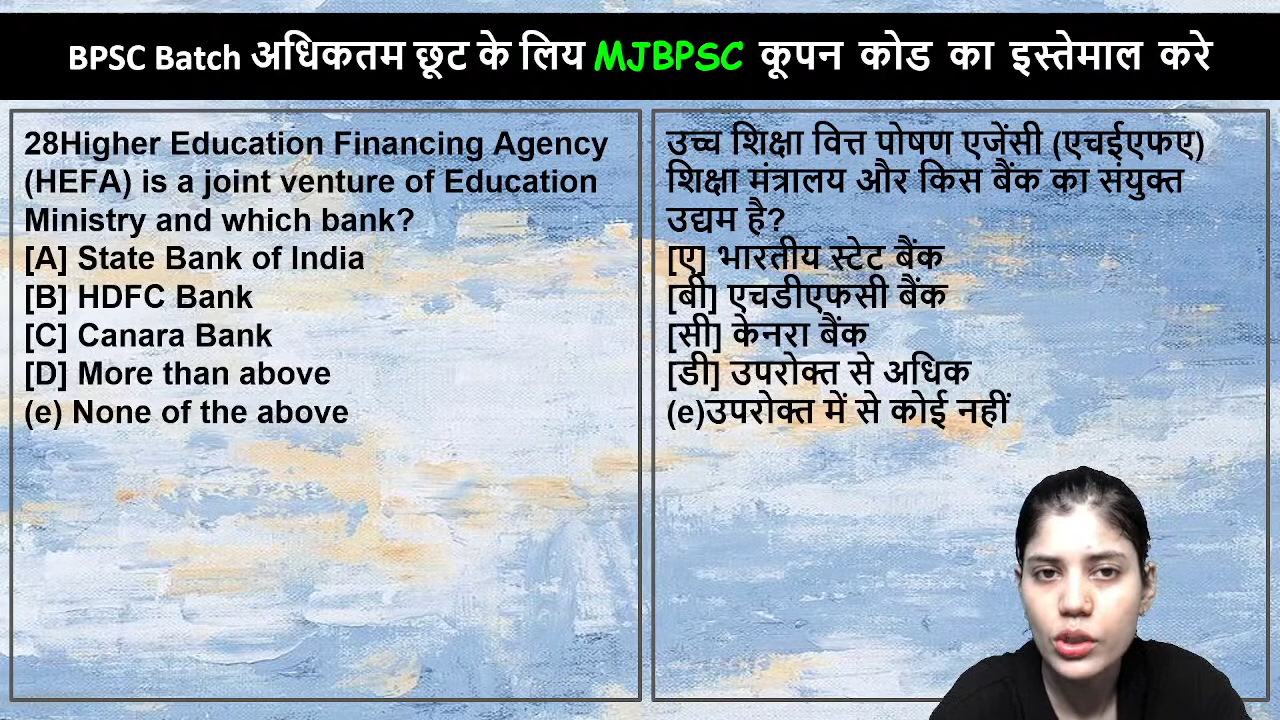 BPSC Batch अधिकतम छूट के लिय MJBPSC कूपन कोड का इस्तेमाल करे
28Higher Education Financing Agency
(HEFA) is a joint venture of Education
Ministry and which bank?
[A] State Bank of India
[B] HDFC Bank
[C] Canara Bank
[D] More than above
(e) None of the above
उच्च शिक्षा वित्त पोषण एजेंसी (एचईएफए)
शिक्षा मंत्रालय और किस बैंक का संयुक्त
उद्यम है?
[ए] भारतीय स्टेट बैंक
[बी] एचडीएफसी बैंक
[सी] केनरा बैंक
[डी] उपरोक्त से अधिक
(e)उपरोक्त में से कोई नहीं